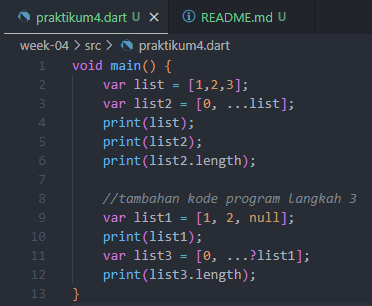 praktikum4.dart U ×
README.md U
week-04 > src > praktikum4.dart
1 void main() {
2 var list = [1,2,3];
3 var list2 = [0, ...list];
4 print(list);
5 print(list2);
6 print(list2.length);
7
8 //tambahan kode program langkah 3
9 var list1 = [1, 2, null];
10 print(list1);
11 var list3 = [0, ...?list1];
12 print(list3.length);
13 }